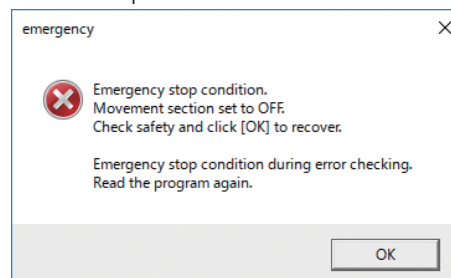 emergency
Emergency stop condition.
Movement section set to OFF.
Check safety and click [OK] to recover.
Emergency stop condition during error checking.
Read the program again.
OK